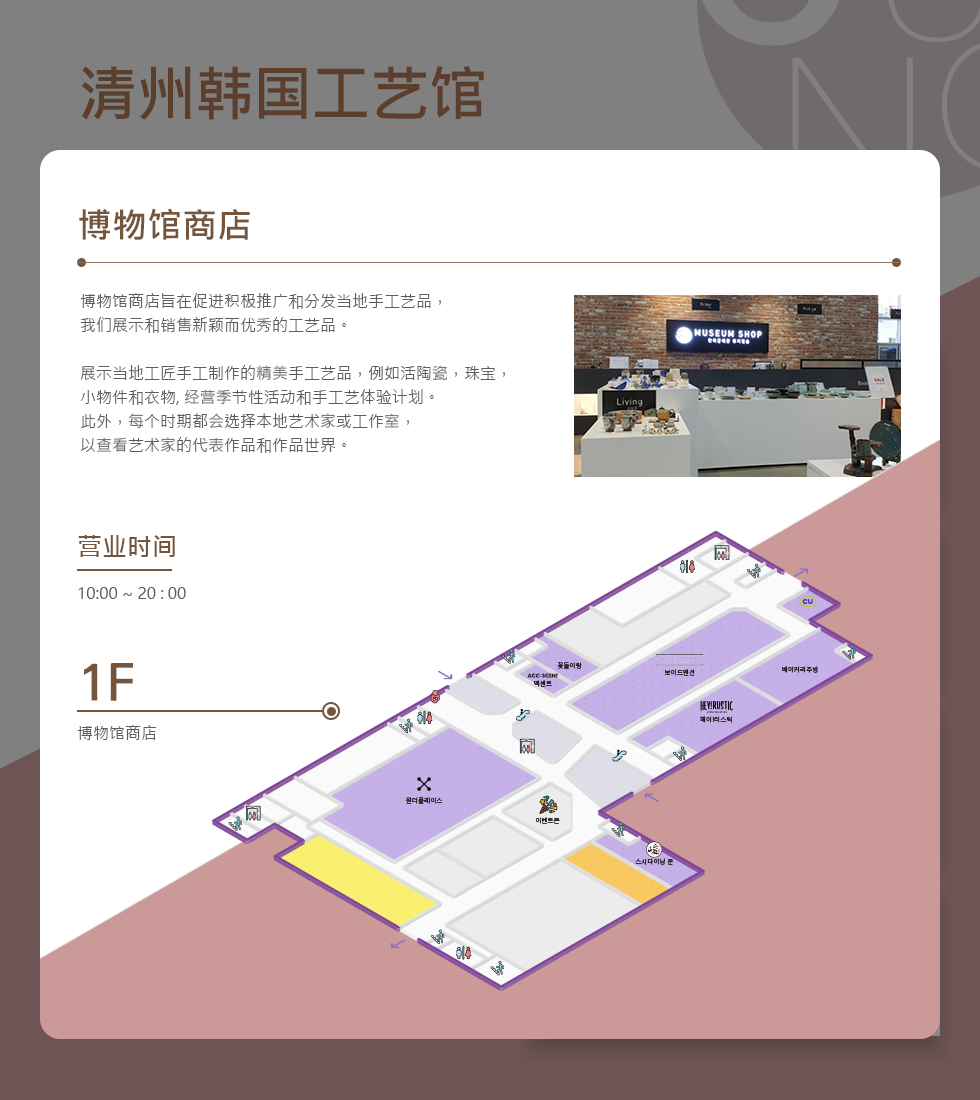 清州韩国工艺馆
博物馆商店
博物馆商店旨在促进积极推广和分发当地手工艺品，
我们展示和销售新颖而优秀的工艺品。
展示当地工匠手工制作的精美手工艺品，例如活陶瓷，珠宝，
小物件和衣物, 经营季节性活动和手工艺体验计划。
此外，每个时期都会选择本地艺术家或工作室，
以查看艺术家的代表作品和作品世界。
MUSEUM SHOP
Living
SALE
营业时间
10:00 ~ 20 : 00
1F
博物馆商店
CU
꽃들이랑
ACC:SCENT
액센트
보이드맨션
베이커리주방
HEY!RUSTIC
헤이!러스틱
원더플레이스
이벤트존
스시다이닝 준